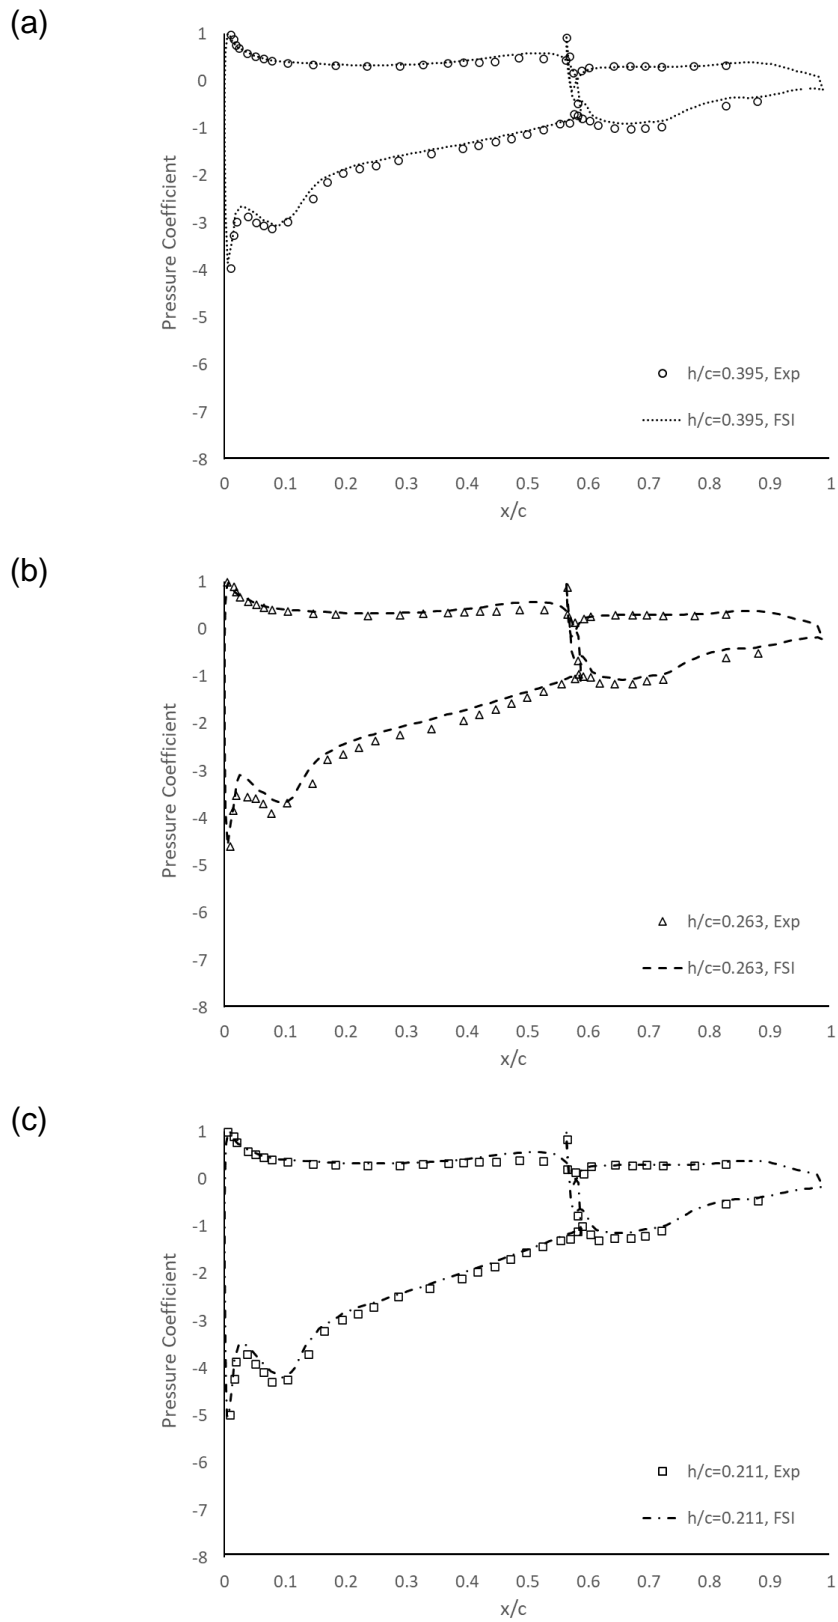 (a)
1
0
-1
-2
-3
-4
-5
-6
-7
-8
Pressure Coefficient
h/c=0.395, Exp
h/c=0.395, FSI
0 0.1 0.2 0.3 0.4 0.5 0.6 0.7 0.8 0.9 1
x/c
(b)
1
0
-1
-2
-3
-4
-5
-6
-7
-8
Pressure Coefficient
h/c=0.263, Exp
h/c=0.263, FSI
0 0.1 0.2 0.3 0.4 0.5 0.6 0.7 0.8 0.9 1
x/c
(c)
1
0
-1
-2
-3
-4
-5
-6
-7
-8
Pressure Coefficient
h/c=0.211, Exp
h/c=0.211, FSI
0 0.1 0.2 0.3 0.4 0.5 0.6 0.7 0.8 0.9 1
x/c